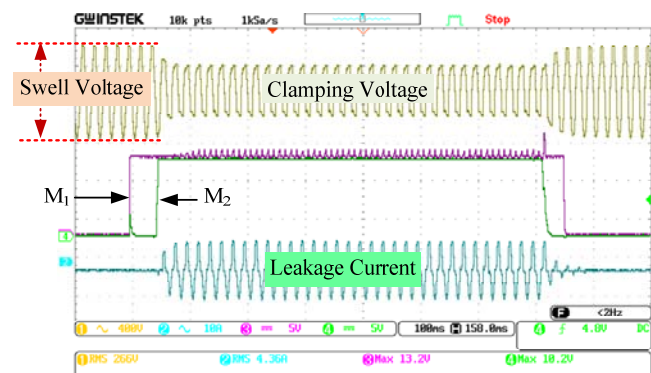 GWINSTEK 10k pts 1kSa/s Stop
Swell Voltage
Clamping Voltage
M1
M2
4
2
Leakage Current
F <2Hz
1 ∿ 400V 2 ∿ 10A 3 ⎓ 5V 4 ⎓ 5V 100ms H 158.0ms 4 ƒ 4.0V DC
1 RMS 266V 2 RMS 4.36A 3 Max 13.2V 4 Max 10.2V